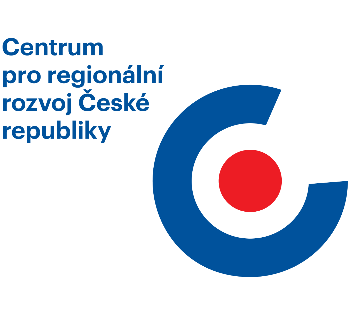 Centrum
pro regionální
rozvoj České
republiky